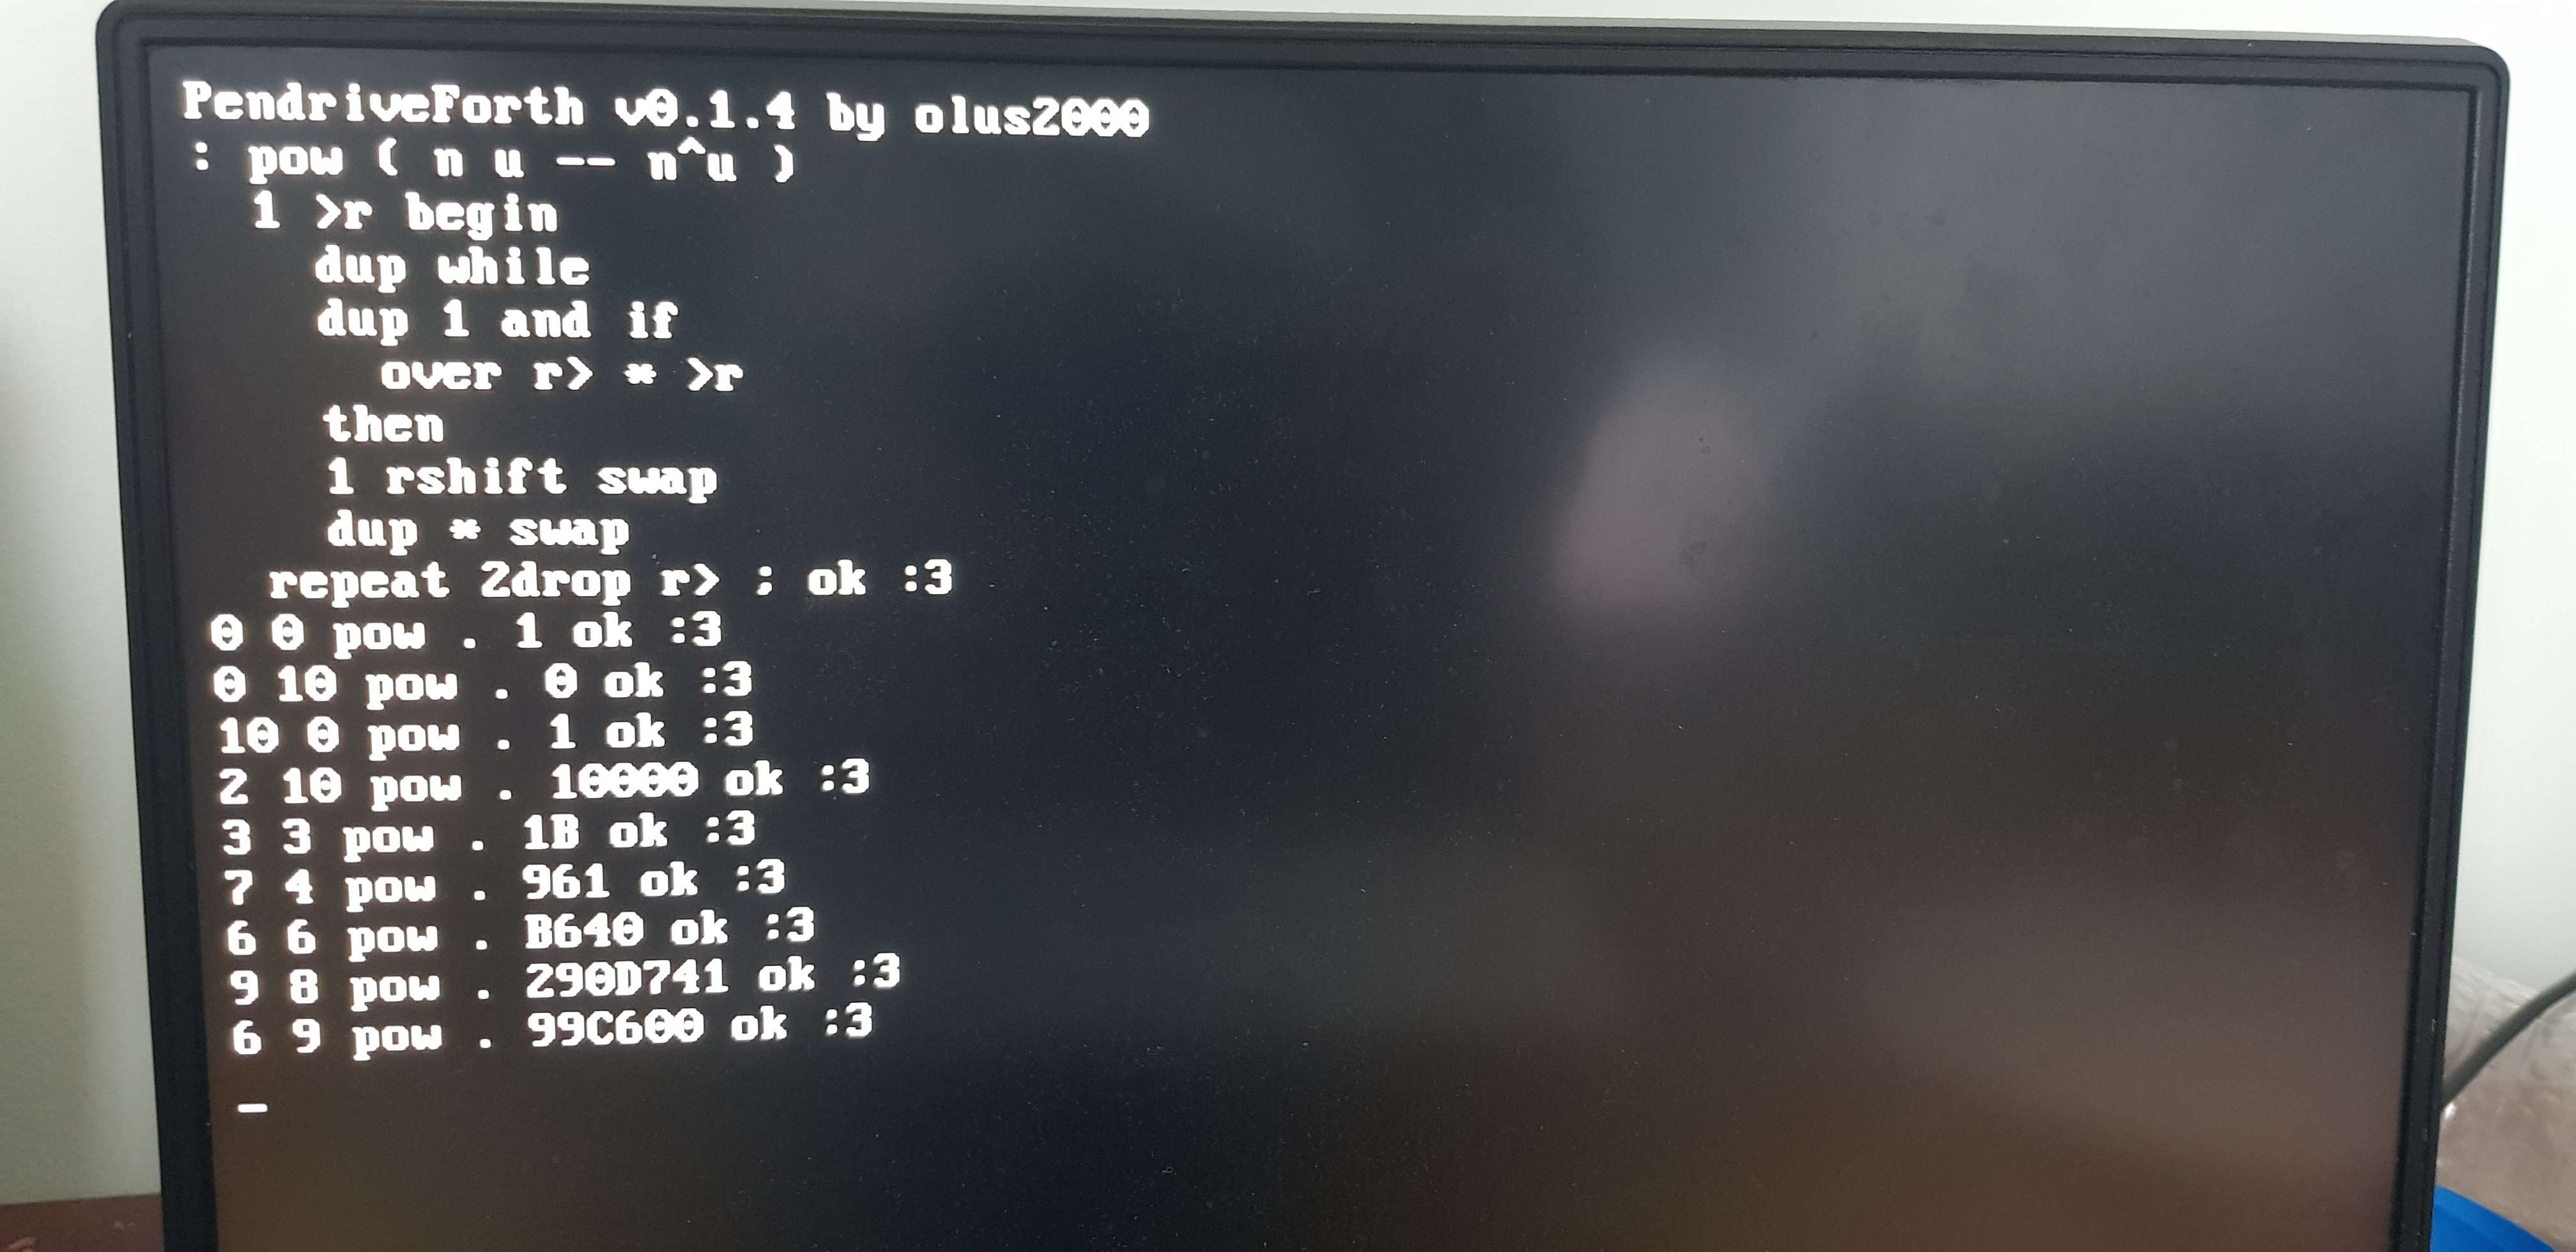 PendriveForth v0.1.4 by olus2000
: pow ( n u -- n^u )
  1 >r begin
    dup while
    dup 1 and if
      over r> * >r
    then
    1 rshift swap
    dup * swap
  repeat 2drop r> ; ok :3
0 0 pow . 1 ok :3
0 10 pow . 0 ok :3
10 0 pow . 1 ok :3
2 10 pow . 10000 ok :3
3 3 pow . 1B ok :3
7 4 pow . 961 ok :3
6 6 pow . B640 ok :3
9 8 pow . 290D741 ok :3
6 9 pow . 99C600 ok :3
_